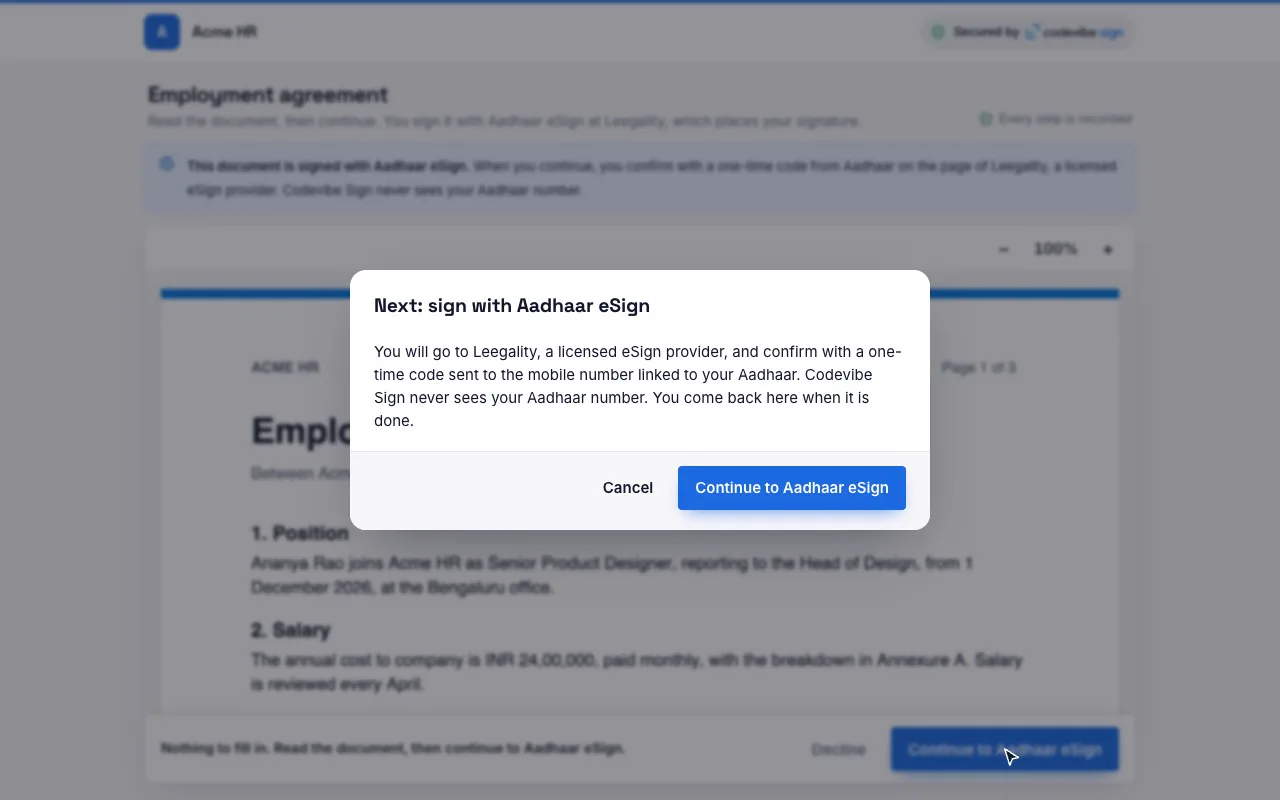 A
Acme HR
Secured by codevibe sign
Employment agreement
Read the document, then continue. You sign it with Aadhaar eSign at Leegality, which places your signature.
Every step is recorded
This document is signed with Aadhaar eSign. When you continue, you confirm with a one-time code from Aadhaar on the page of Leegality, a licensed
eSign provider. Codevibe Sign never sees your Aadhaar number.
− 100% +
Next: sign with Aadhaar eSign
You will go to Leegality, a licensed eSign provider, and confirm with a one-
time code sent to the mobile number linked to your Aadhaar. Codevibe
Sign never sees your Aadhaar number. You come back here when it is
done.
Cancel
Continue to Aadhaar eSign
ACME HR
Page 1 of 3
Emplo
Between Acm
1. Position
Ananya Rao joins Acme HR as Senior Product Designer, reporting to the Head of Design, from 1
December 2026, at the Bengaluru office.
2. Salary
The annual cost to company is INR 24,00,000, paid monthly, with the breakdown in Annexure A. Salary
is reviewed every April.
Nothing to fill in. Read the document, then continue to Aadhaar eSign.
Decline
Continue to Aadhaar eSign